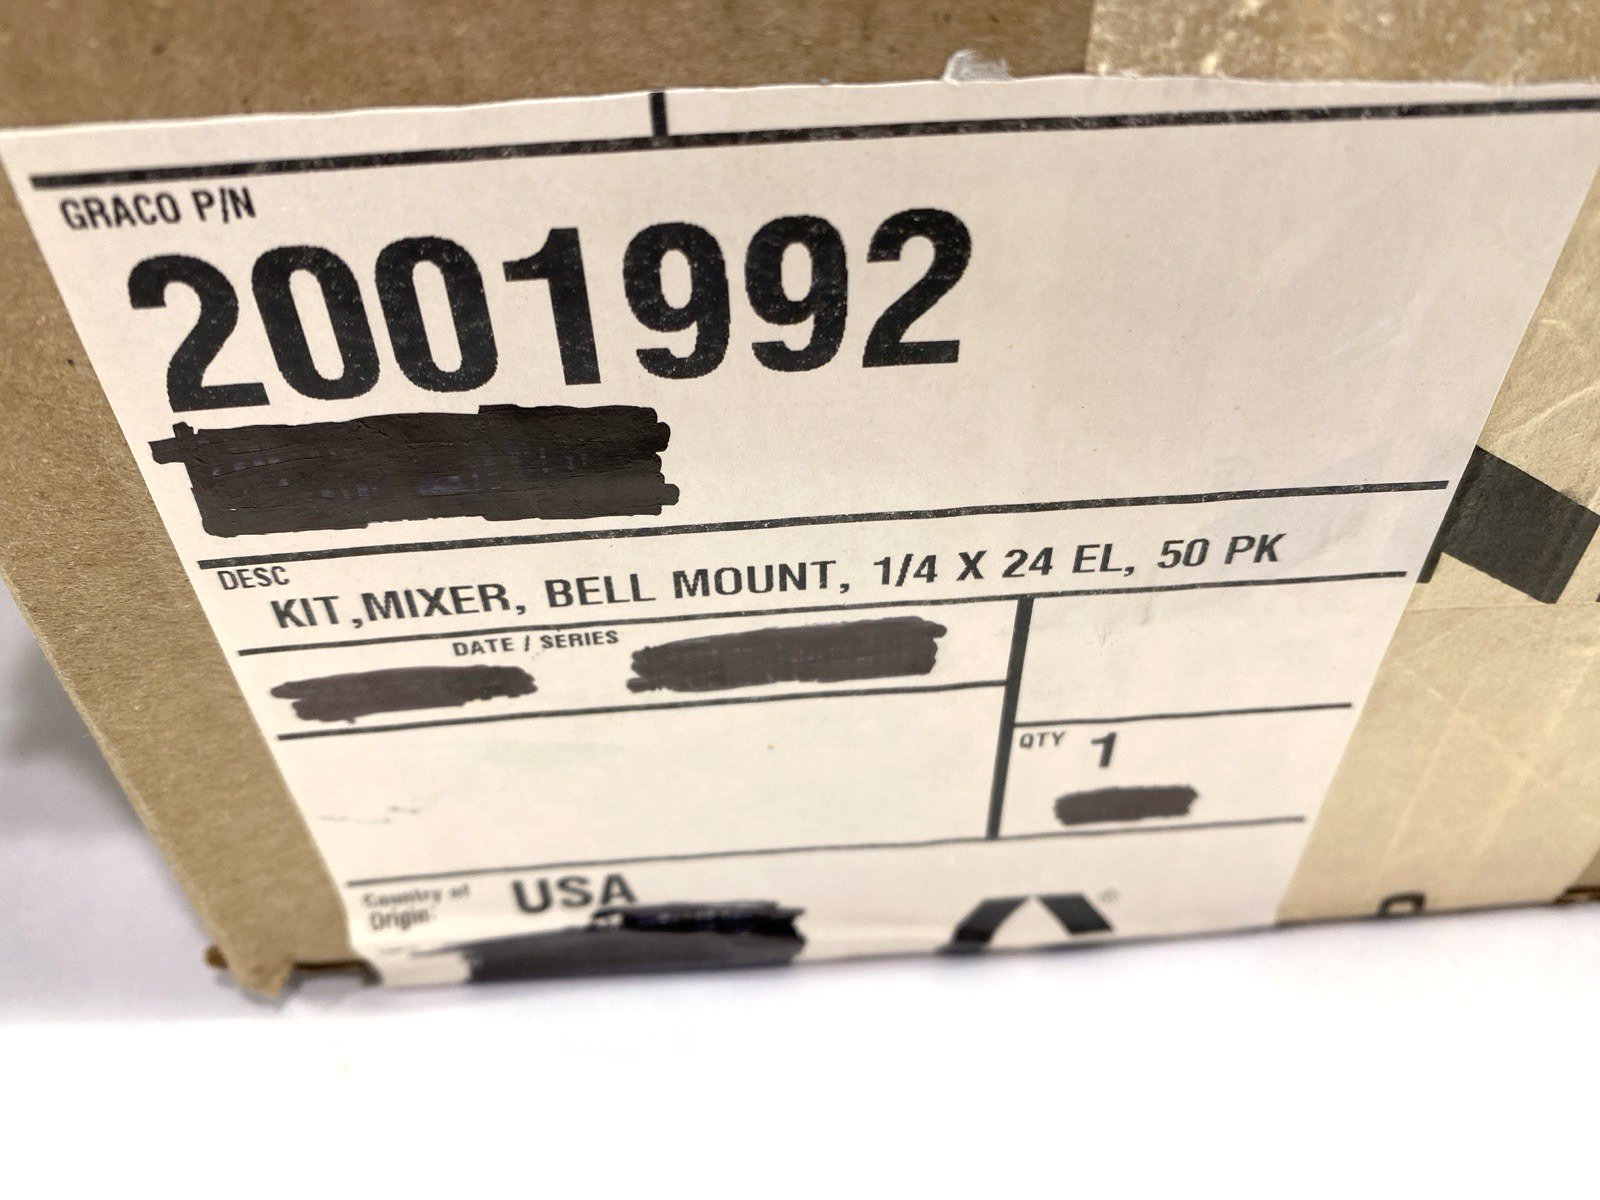 GRACO P/N
2001992
DESC
KIT ,MIXER, BELL MOUNT, 1/4 X 24 EL, 50 PK
DATE / SERIES
QTY 1
Country of
Origin:
USA
®